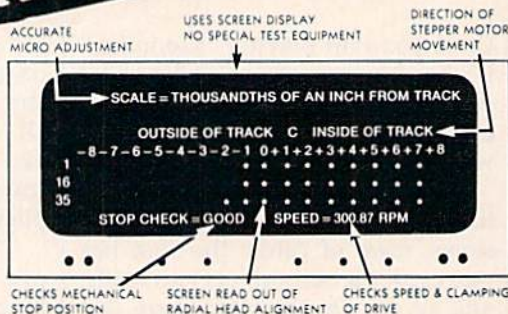 ACCURATE
MICRO ADJUSTMENT
USES SCREEN DISPLAY
NO SPECIAL TEST EQUIPMENT
DIRECTION OF
STEPPER MOTOR
MOVEMENT
SCALE = THOUSANDTHS OF AN INCH FROM TRACK
OUTSIDE OF TRACK C INSIDE OF TRACK
-8-7-6-5-4-3-2-1 0+1+2+3+4+5+6+7+8
1
16
35
STOP CHECK = GOOD SPEED = 300.87 RPM
CHECKS MECHANICAL
STOP POSITION
SCREEN READ OUT OF
RADIAL HEAD ALIGNMENT
CHECKS SPEED & CLAMPING
OF DRIVE